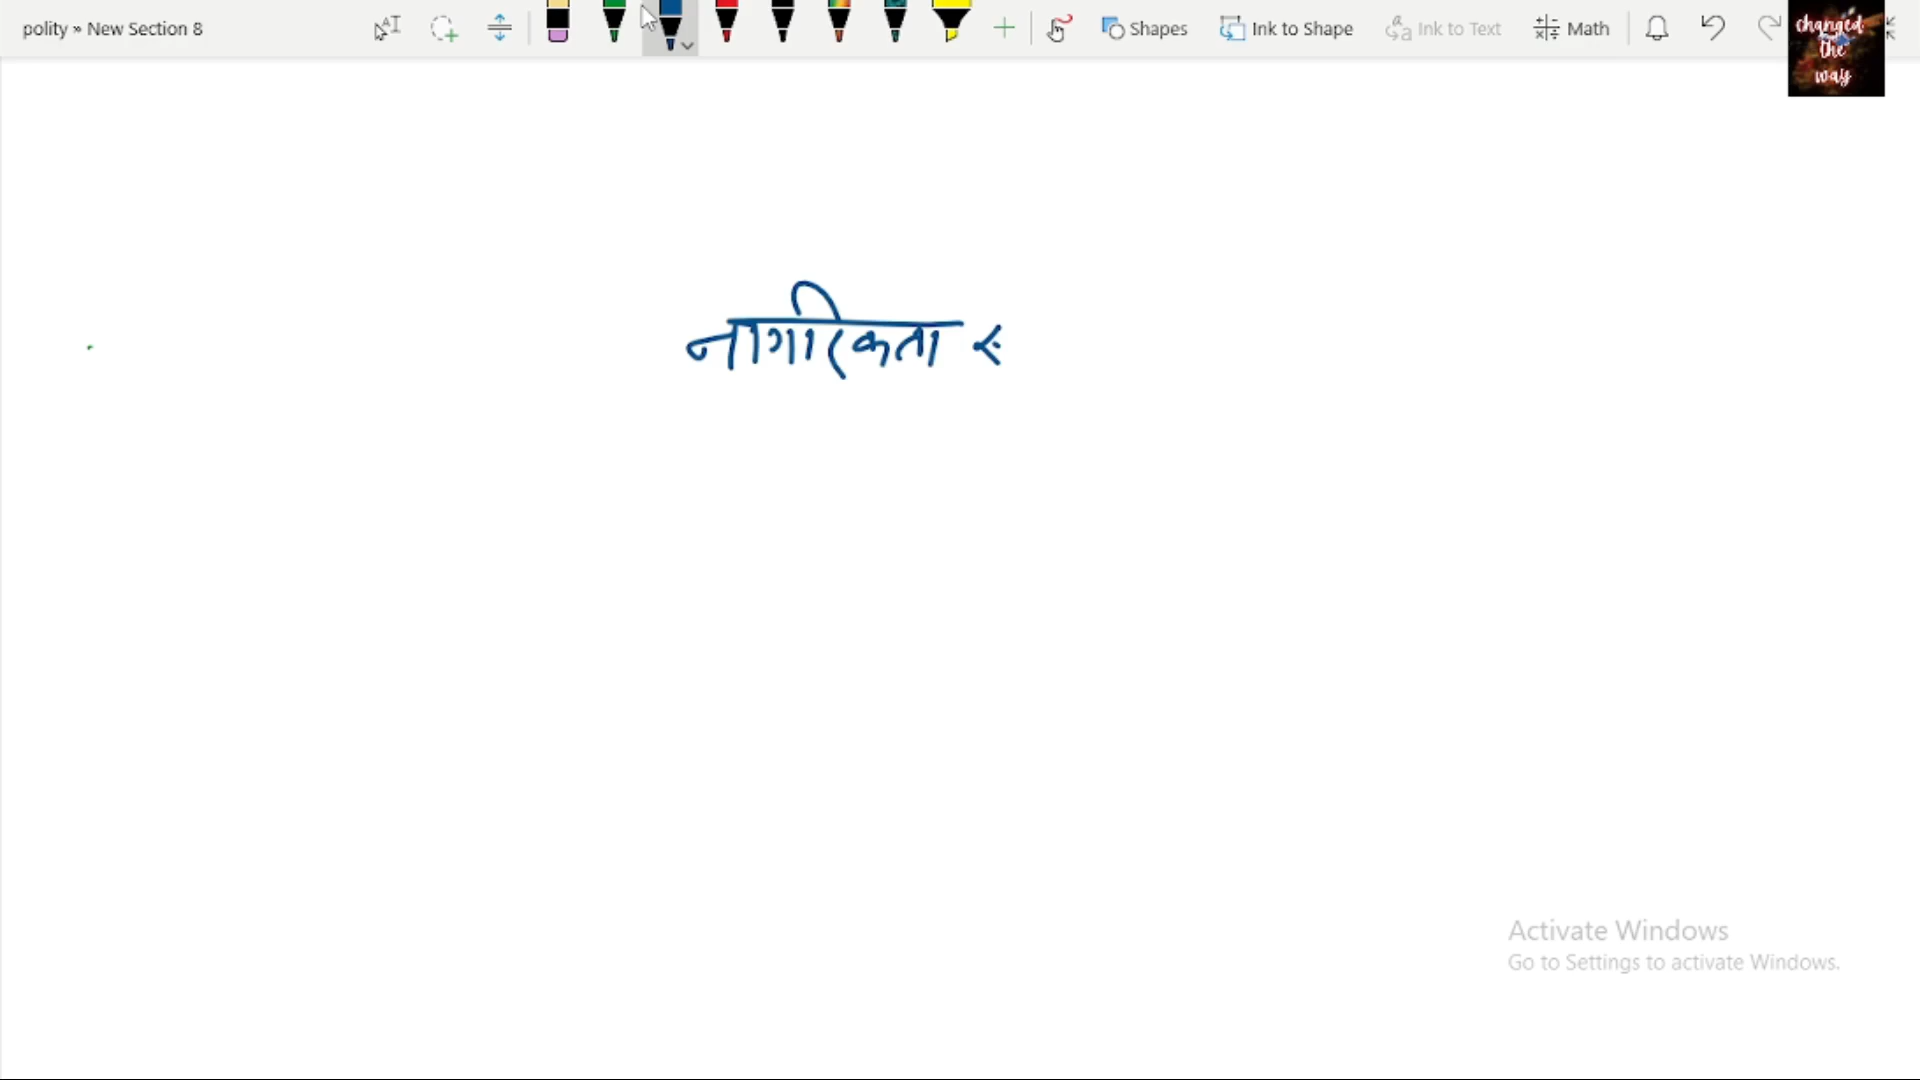 polity » New Section 8
Shapes
Ink to Shape
Ink to Text
Math
changed
the
way
नागरिकता
Activate Windows
Go to Settings to activate Windows.